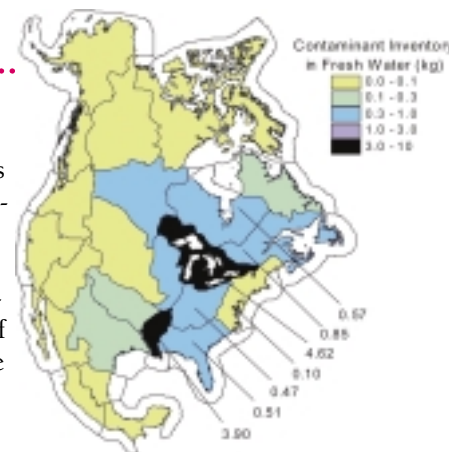 Contaminant Inventory
in Fresh Water (kg)
0.0 - 0.1
0.1 - 0.3
0.3 - 1.0
1.0 - 3.0
3.0 - 10
s
-
.
f
e
0.57
0.85
4.62
0.10
0.47
0.51
3.90